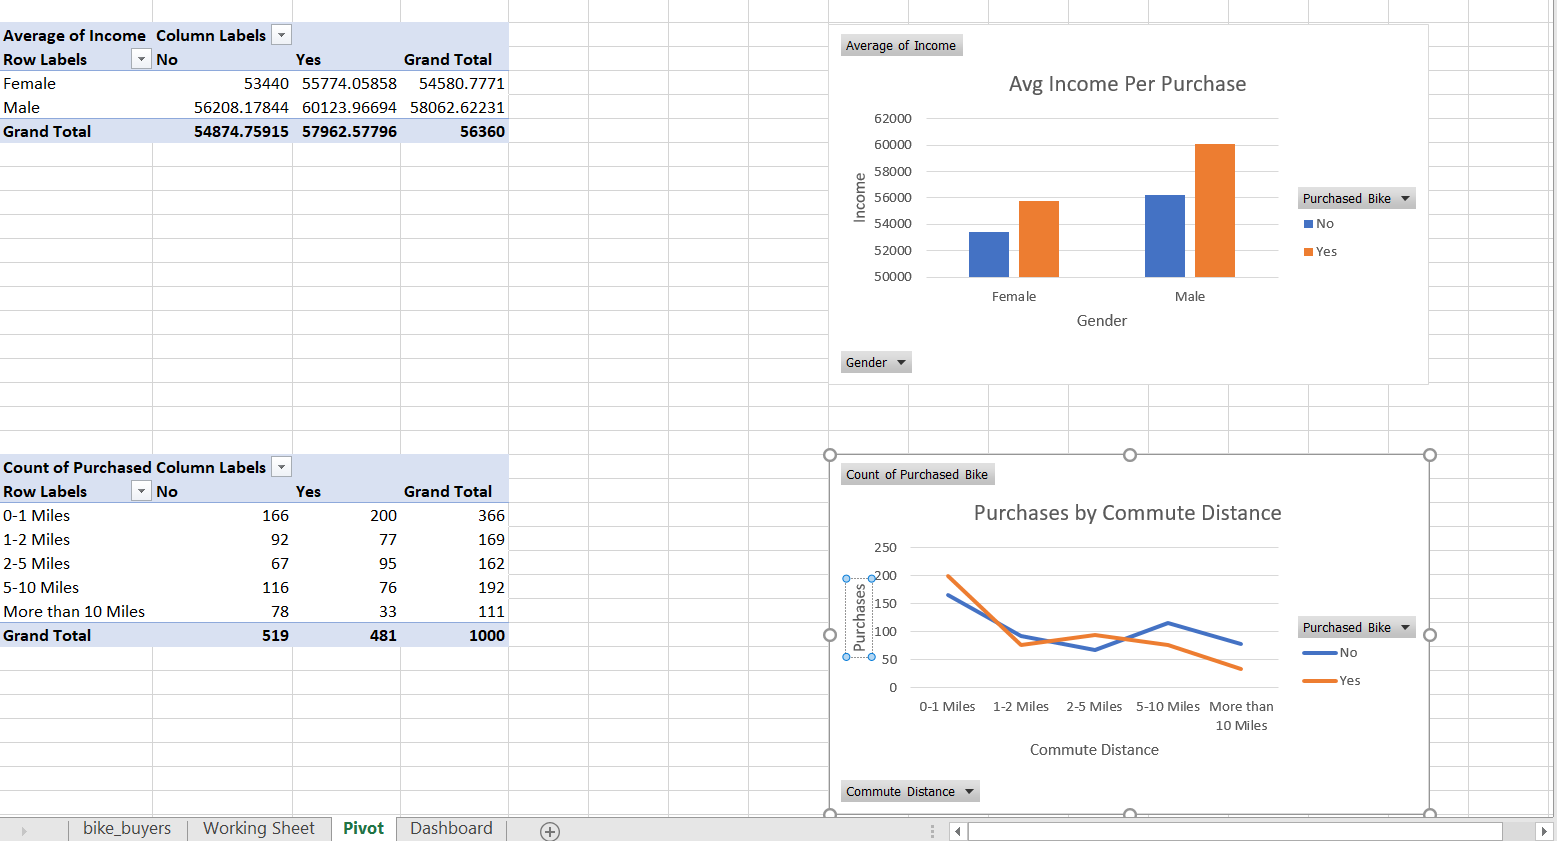 Average of Income Column Labels
Row Labels No Yes Grand Total
Female 53440 55774.05858 54580.7771
Male 56208.17844 60123.96694 58062.62231
Grand Total 54874.75915 57962.57796 56360
Average of Income
Avg Income Per Purchase
62000
60000
58000
56000
54000
52000
50000
Income
Female Male
Gender
Purchased Bike
No
Yes
Gender
Count of Purchased Column Labels
Row Labels No Yes Grand Total
0-1 Miles 166 200 366
1-2 Miles 92 77 169
2-5 Miles 67 95 162
5-10 Miles 116 76 192
More than 10 Miles 78 33 111
Grand Total 519 481 1000
Count of Purchased Bike
Purchases by Commute Distance
250
200
150
100
50
0
Purchases
0-1 Miles 1-2 Miles 2-5 Miles 5-10 Miles More than
10 Miles
Commute Distance
Purchased Bike
No
Yes
Commute Distance
bike_buyers Working Sheet Pivot Dashboard